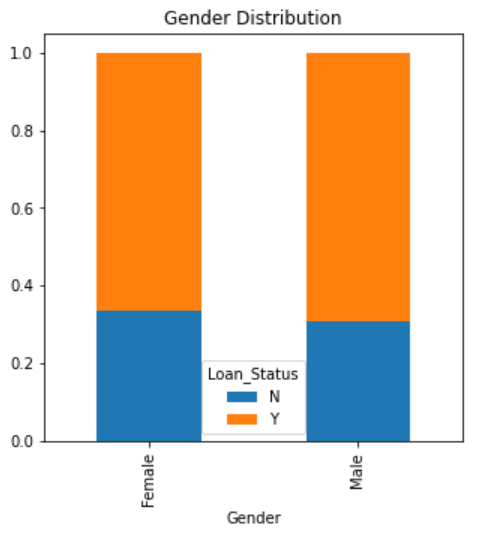 Gender Distribution
1.0
0.8
0.6
0.4
0.2
0.0
Loan_Status
N
Y
Female
Male
Gender